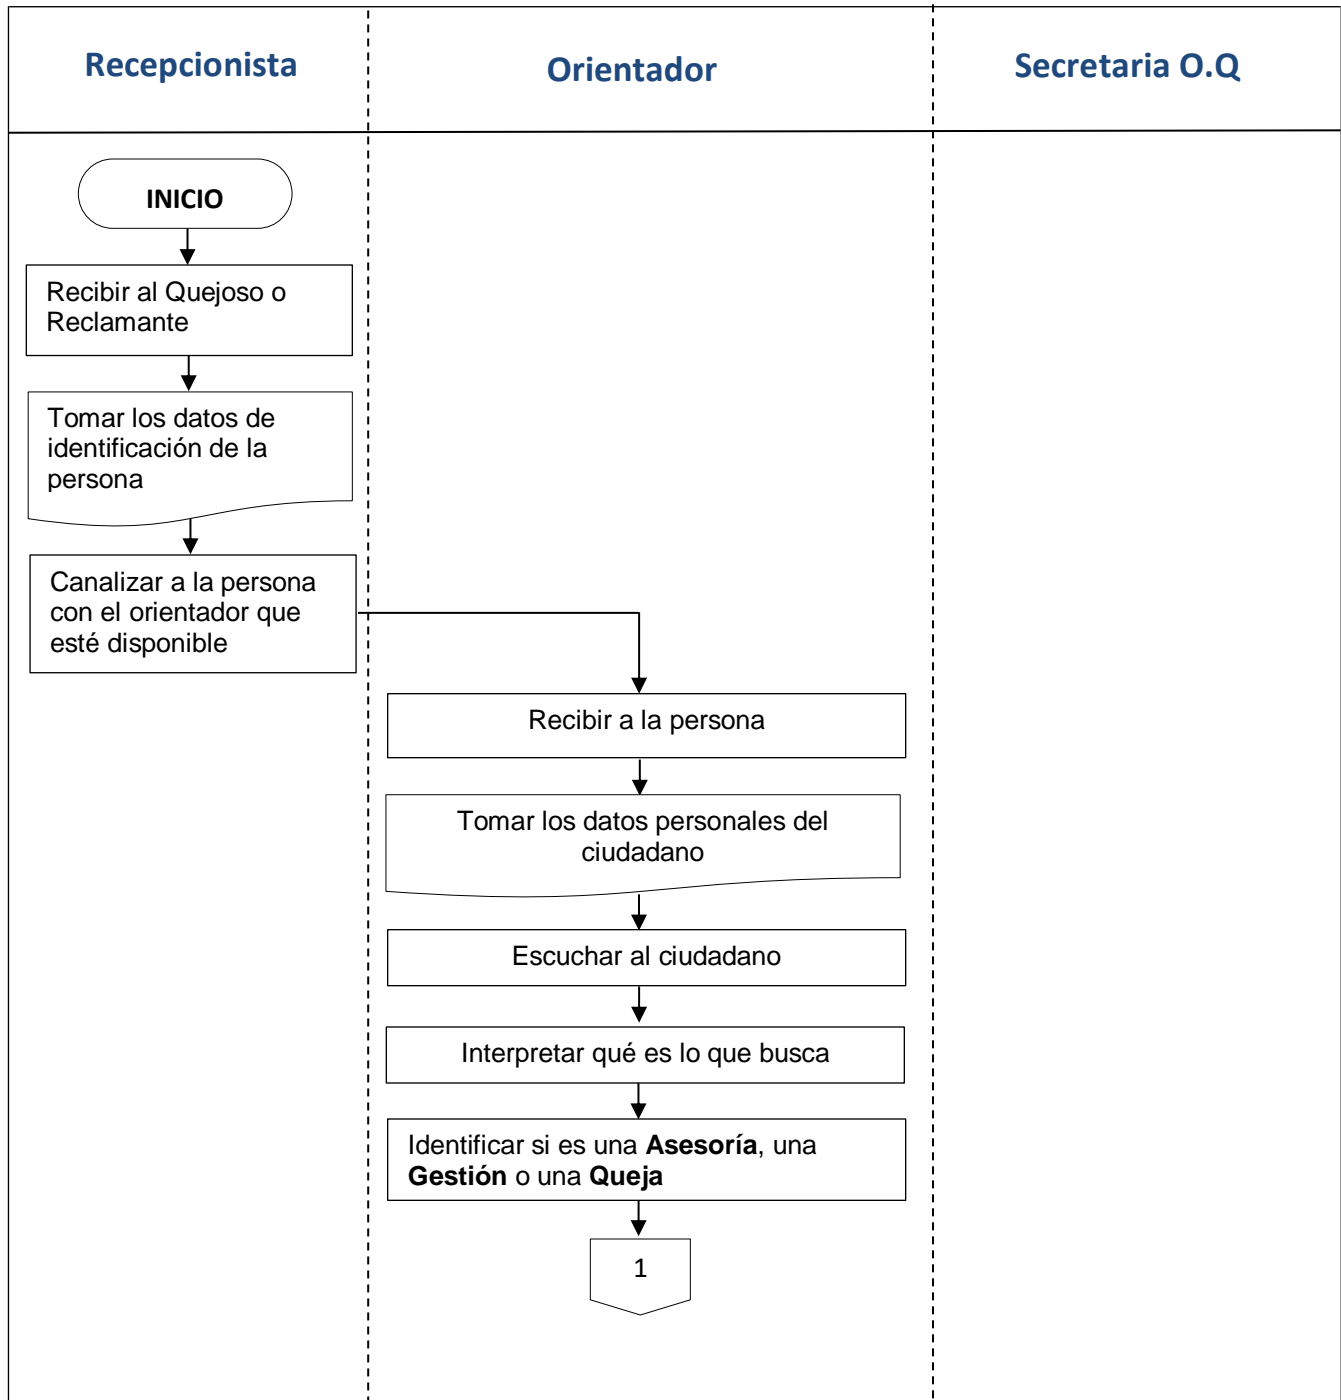 Recepcionista
Orientador
Secretaria O.Q
INICIO
Recibir al Quejoso o
Reclamante
Tomar los datos de
identificación de la
persona
Canalizar a la persona
con el orientador que
esté disponible
Recibir a la persona
Tomar los datos personales del
ciudadano
Escuchar al ciudadano
Interpretar qué es lo que busca
Identificar si es una Asesoría, una
Gestión o una Queja
1